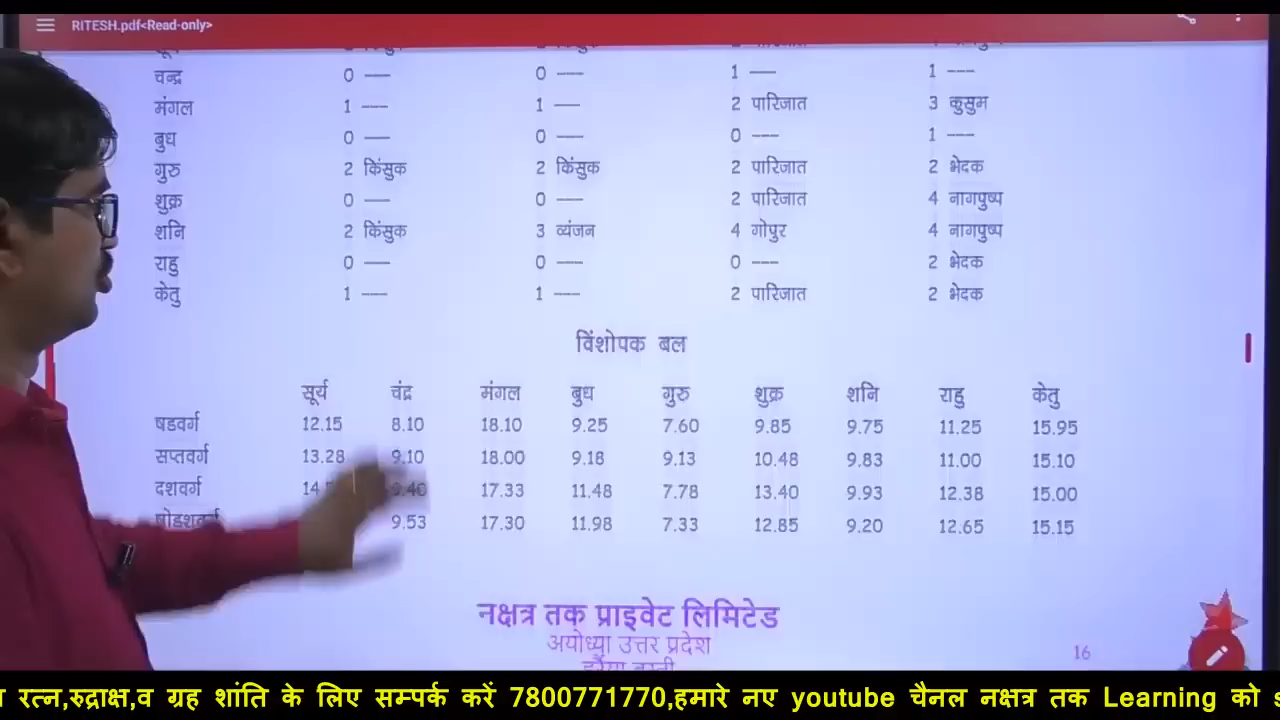 RITESH.pdf<Read-only>
चन्द्र 0 --- 0 --- 1 --- 1 ---
मंगल 1 --- 1 --- 2 पारिजात 3 कुसुम
बुध 0 --- 0 --- 0 --- 1 ---
गुरु 2 किंसुक 2 किंसुक 2 पारिजात 2 भेदक
शुक्र 0 --- 0 --- 2 पारिजात 4 नागपुष्प
शनि 2 किंसुक 3 व्यंजन 4 गोपुर 4 नागपुष्प
राहु 0 --- 0 --- 0 --- 2 भेदक
केतु 1 --- 1 --- 2 पारिजात 2 भेदक
विंशोपक बल
सूर्य चंद्र मंगल बुध गुरु शुक्र शनि राहु केतु
षडवर्ग 12.15 8.10 18.10 9.25 7.60 9.85 9.75 11.25 15.95
सप्तवर्ग 13.28 9.10 18.00 9.18 9.13 10.48 9.83 11.00 15.10
दशवर्ग 9.40 17.33 11.48 7.78 13.40 9.93 12.38 15.00
षोडशवर्ग 9.53 17.30 11.98 7.33 12.85 9.20 12.65 15.15
नक्षत्र तक प्राइवेट लिमिटेड
अयोध्या उत्तर प्रदेश
16
रत्न,रुद्राक्ष,व ग्रह शांति के लिए सम्पर्क करें 7800771770,हमारे नए youtube चैनल नक्षत्र तक Learning को